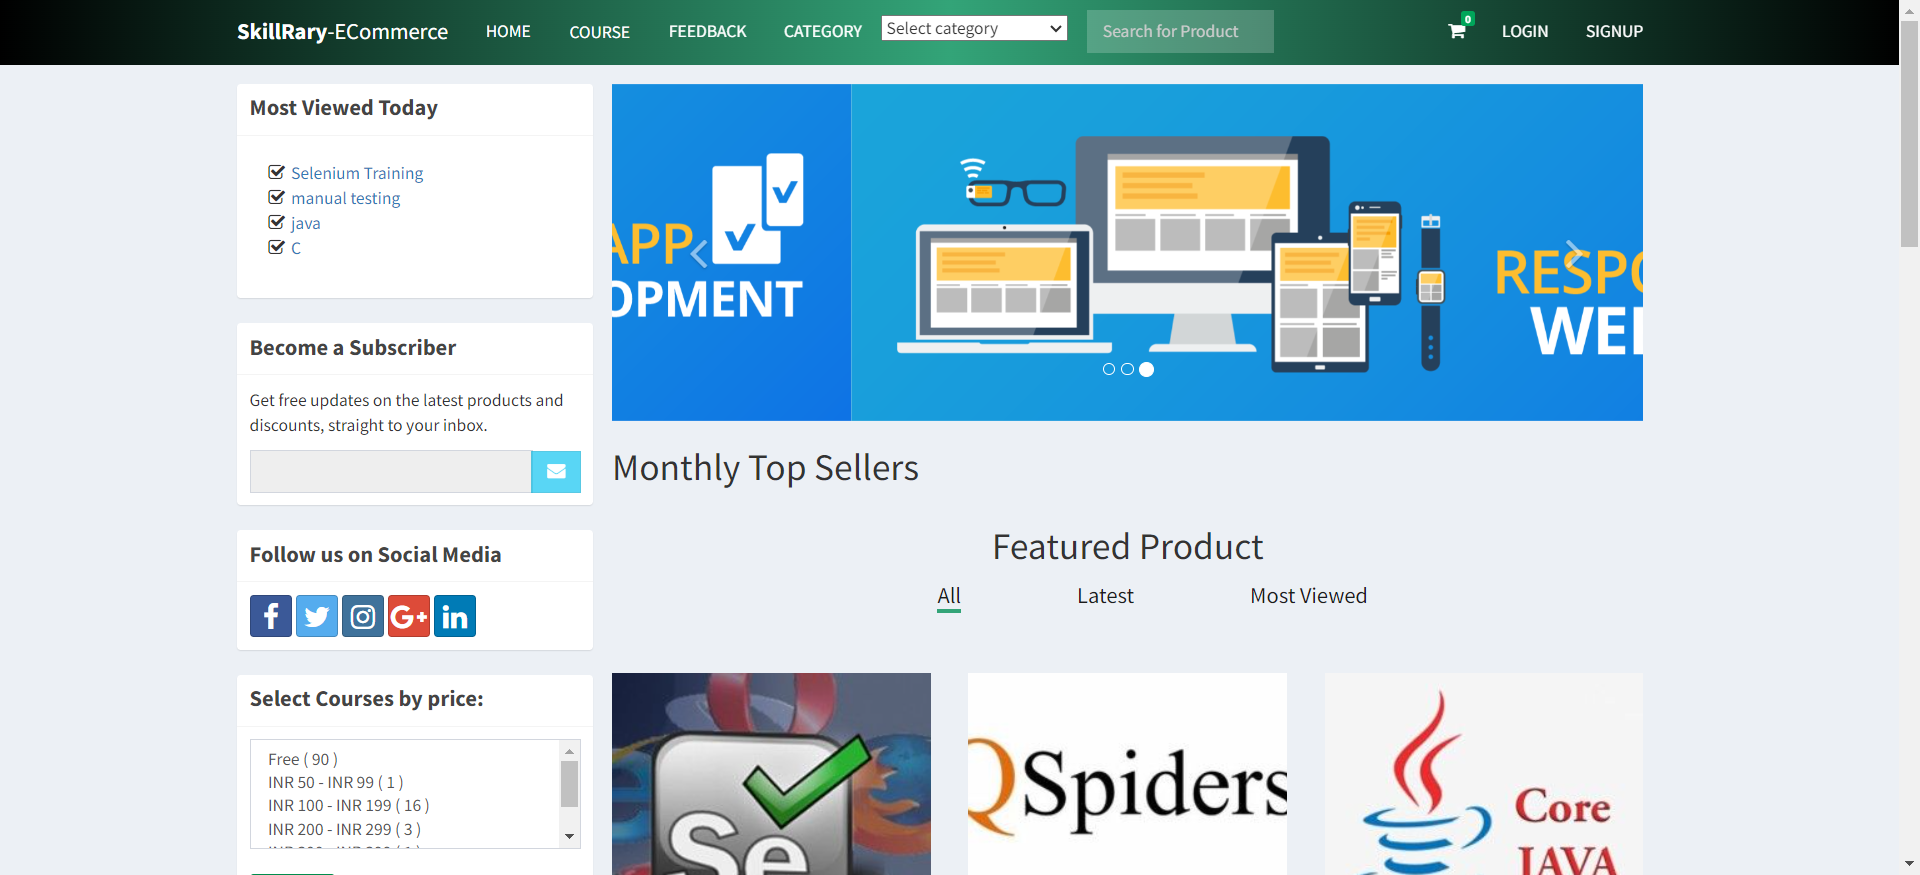 SkillRary-ECommerce HOME COURSE FEEDBACK CATEGORY Select category Search for Product 0 LOGIN SIGNUP
Most Viewed Today
Selenium Training
manual testing
java
C
Become a Subscriber
Get free updates on the latest products and
discounts, straight to your inbox.
Follow us on Social Media
Select Courses by price:
Free ( 90 )
INR 50 - INR 99 ( 1 )
INR 100 - INR 199 ( 16 )
INR 200 - INR 299 ( 3 )
APP
OPMENT
RESPO
WE
Monthly Top Sellers
Featured Product
All Latest Most Viewed
Se
QSpiders
Core
JAVA